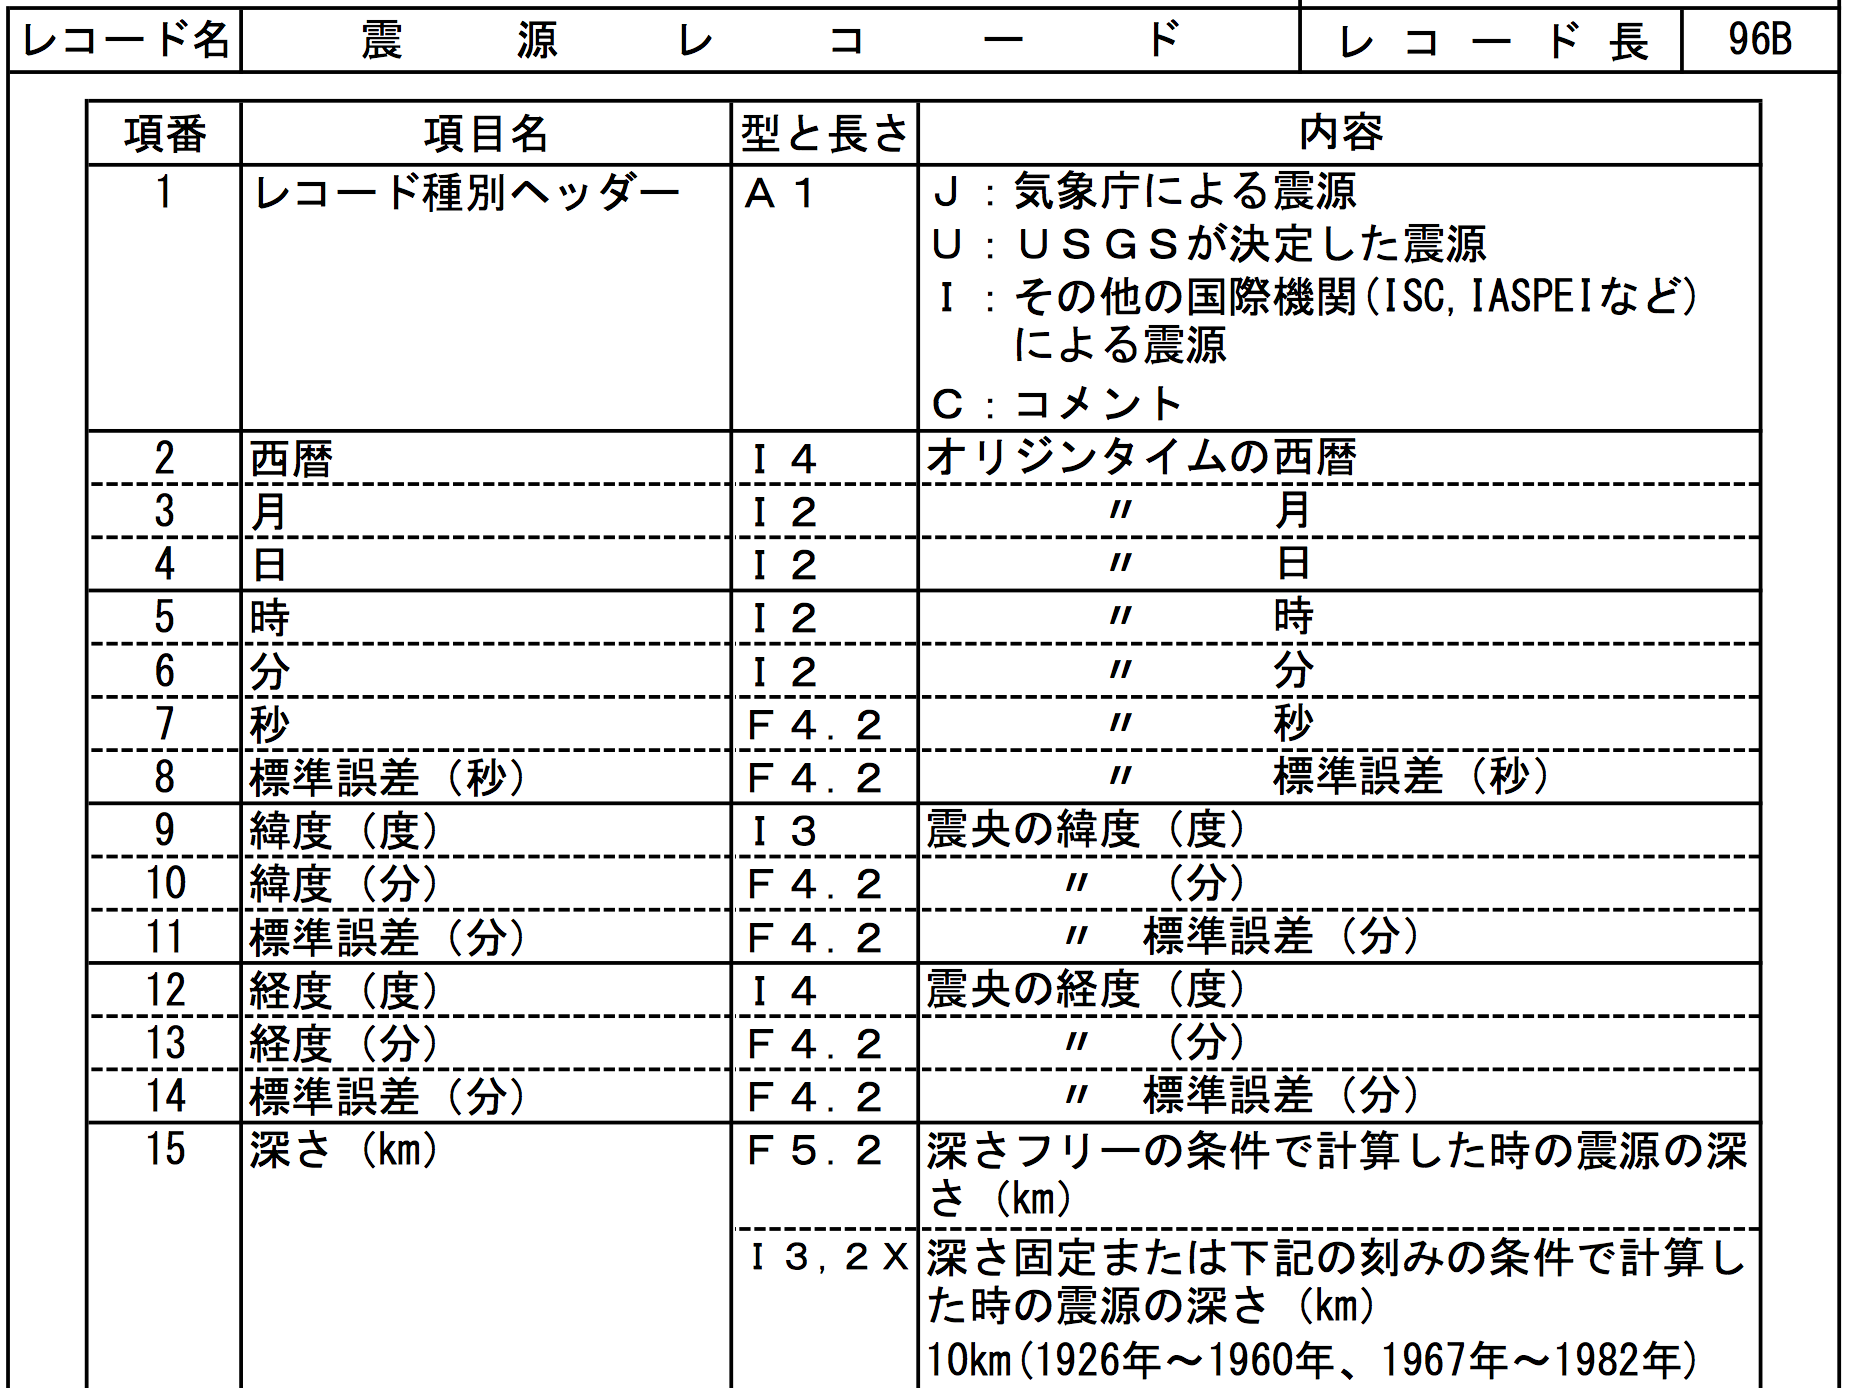 レコード名 震源レコード レコード長 96B
項番 項目名 型と長さ 内容
1 レコード種別ヘッダー A1 J:気象庁による震源
U:USGSが決定した震源
I:その他の国際機関(ISC,IASPEIなど)
による震源
C:コメント
2 西暦 I4 オリジンタイムの西暦
3 月 I2 〃 月
4 日 I2 〃 日
5 時 I2 〃 時
6 分 I2 〃 分
7 秒 F4.2 〃 秒
8 標準誤差(秒) F4.2 〃 標準誤差(秒)
9 緯度(度) I3 震央の緯度(度)
10 緯度(分) F4.2 〃 (分)
11 標準誤差(分) F4.2 〃 標準誤差(分)
12 経度(度) I4 震央の経度(度)
13 経度(分) F4.2 〃 (分)
14 標準誤差(分) F4.2 〃 標準誤差(分)
15 深さ(km) F5.2 深さフリーの条件で計算した時の震源の深
さ(km)
I3,2X 深さ固定または下記の刻みの条件で計算し
た時の震源の深さ(km)
10km(1926年～1960年、1967年～1982年)